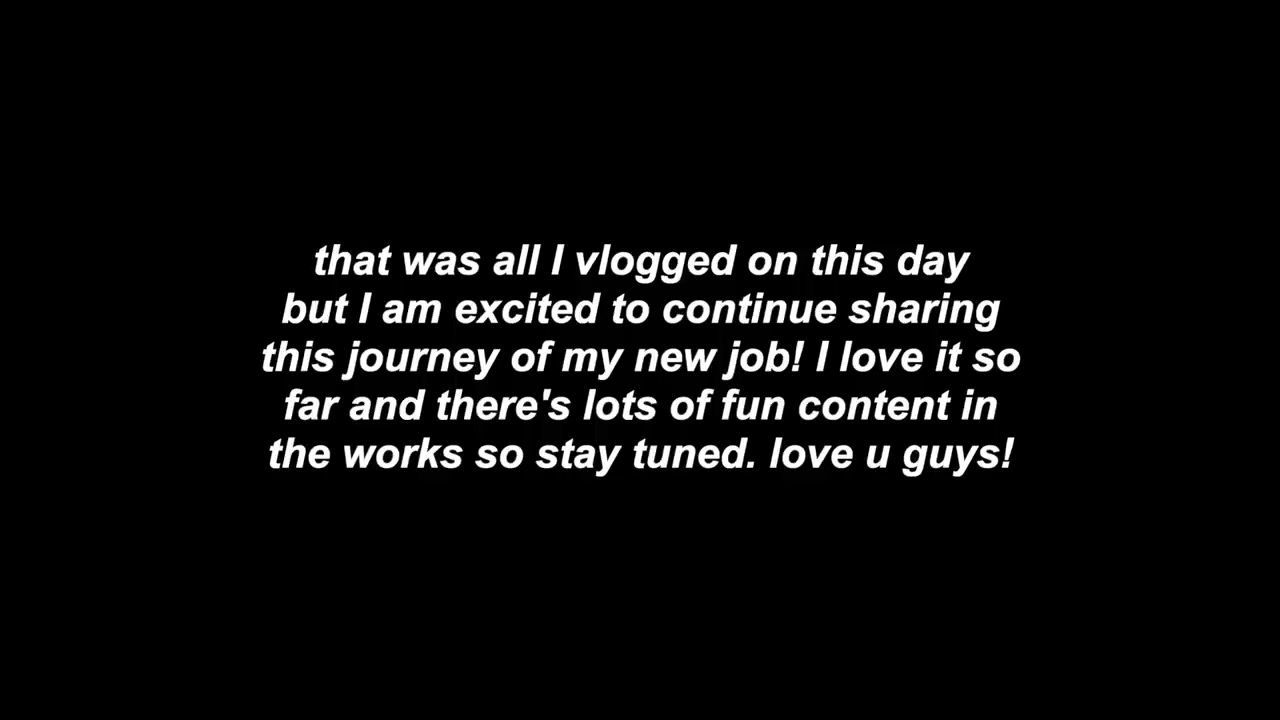 that was all I vlogged on this day
but I am excited to continue sharing
this journey of my new job! I love it so
far and there's lots of fun content in
the works so stay tuned. love u guys!